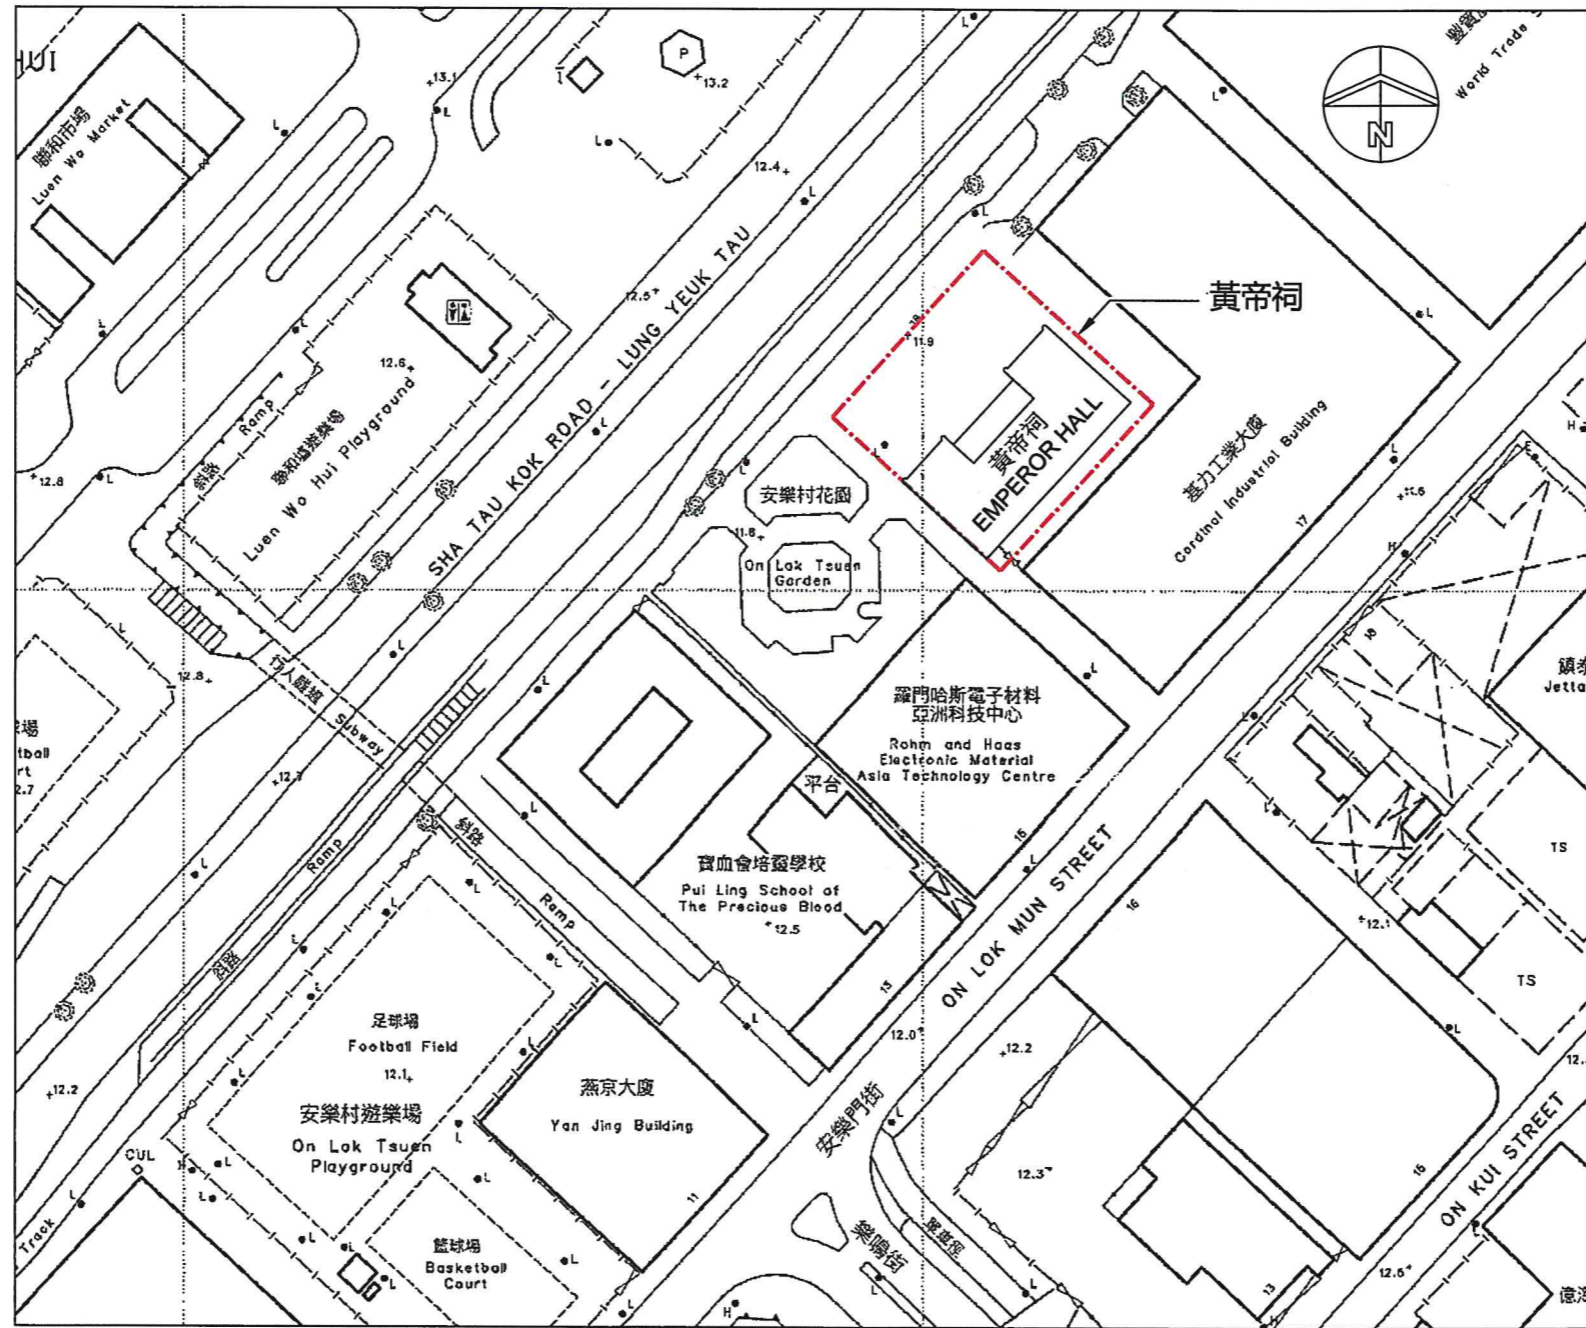 HUI
聯和市場
Luen Wo Market
13.1
L
P
13.2
World Trade
N
12.4
L
黃帝祠
12.5
SHA TAU KOK ROAD - LUNG YEUK TAU
11.9
12.6
聯和墟遊樂場
Luen Wo Hui Playground
Ramp
斜路
12.8
黃帝祠
EMPEROR HALL
基力工業大廈
Cardinal Industrial Building
17
11.6
H
安樂村花園
11.8
On Lok Tsuen
Garden
行人隧道
Subway
12.8
12.7
羅門哈斯電子材料
亞洲科技中心
Rohm and Haas
Electronic Material
Asia Technology Centre
15
平台
寶血會培靈學校
Pui Ling School of
The Precious Blood
12.5
13
Ramp
斜路
斜路
Ramp
ON LOK MUN STREET
安樂門街
12.0
12.2
16
12.1
TS
TS
Jetta
足球場
Football Field
12.1
安樂村遊樂場
On Lok Tsuen
Playground
燕京大廈
Yan Jing Building
11
12.2
CUL
H
Track
籃球場
Basketball
Court
單車徑
12.3
16
ON KUI STREET
12.6
13
H